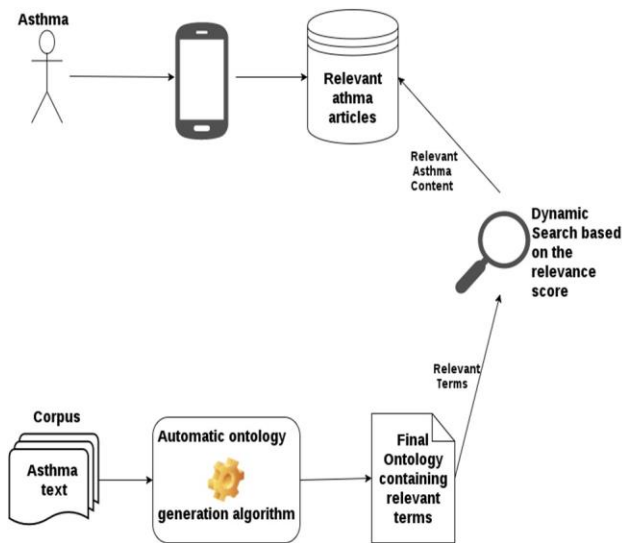 Asthma
Relevant
athma
articles
Relevant
Asthma
Content
Dynamic
Search based
on the
relevance
score
Relevant
Terms
Corpus
Asthma
text
Automatic ontology
generation algorithm
Final
Ontology
containing
relevant
terms